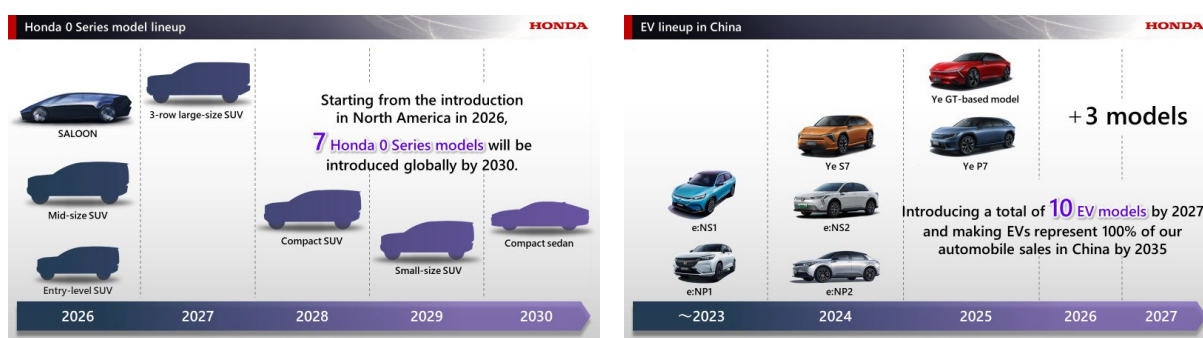 Honda 0 Series model lineup
HONDA
SALOON
3-row large-size SUV
Starting from the introduction
in North America in 2026,
7 Honda 0 Series models will be
introduced globally by 2030.
Mid-size SUV
Compact SUV
Small-size SUV
Compact sedan
Entry-level SUV
2026
2027
2028
2029
2030
EV lineup in China
HONDA
Ye GT-based model
+3 models
Ye S7
Ye P7
e:NS1
e:NS2
Introducing a total of 10 EV models by 2027
and making EVs represent 100% of our
automobile sales in China by 2035
e:NP1
e:NP2
~2023
2024
2025
2026
2027